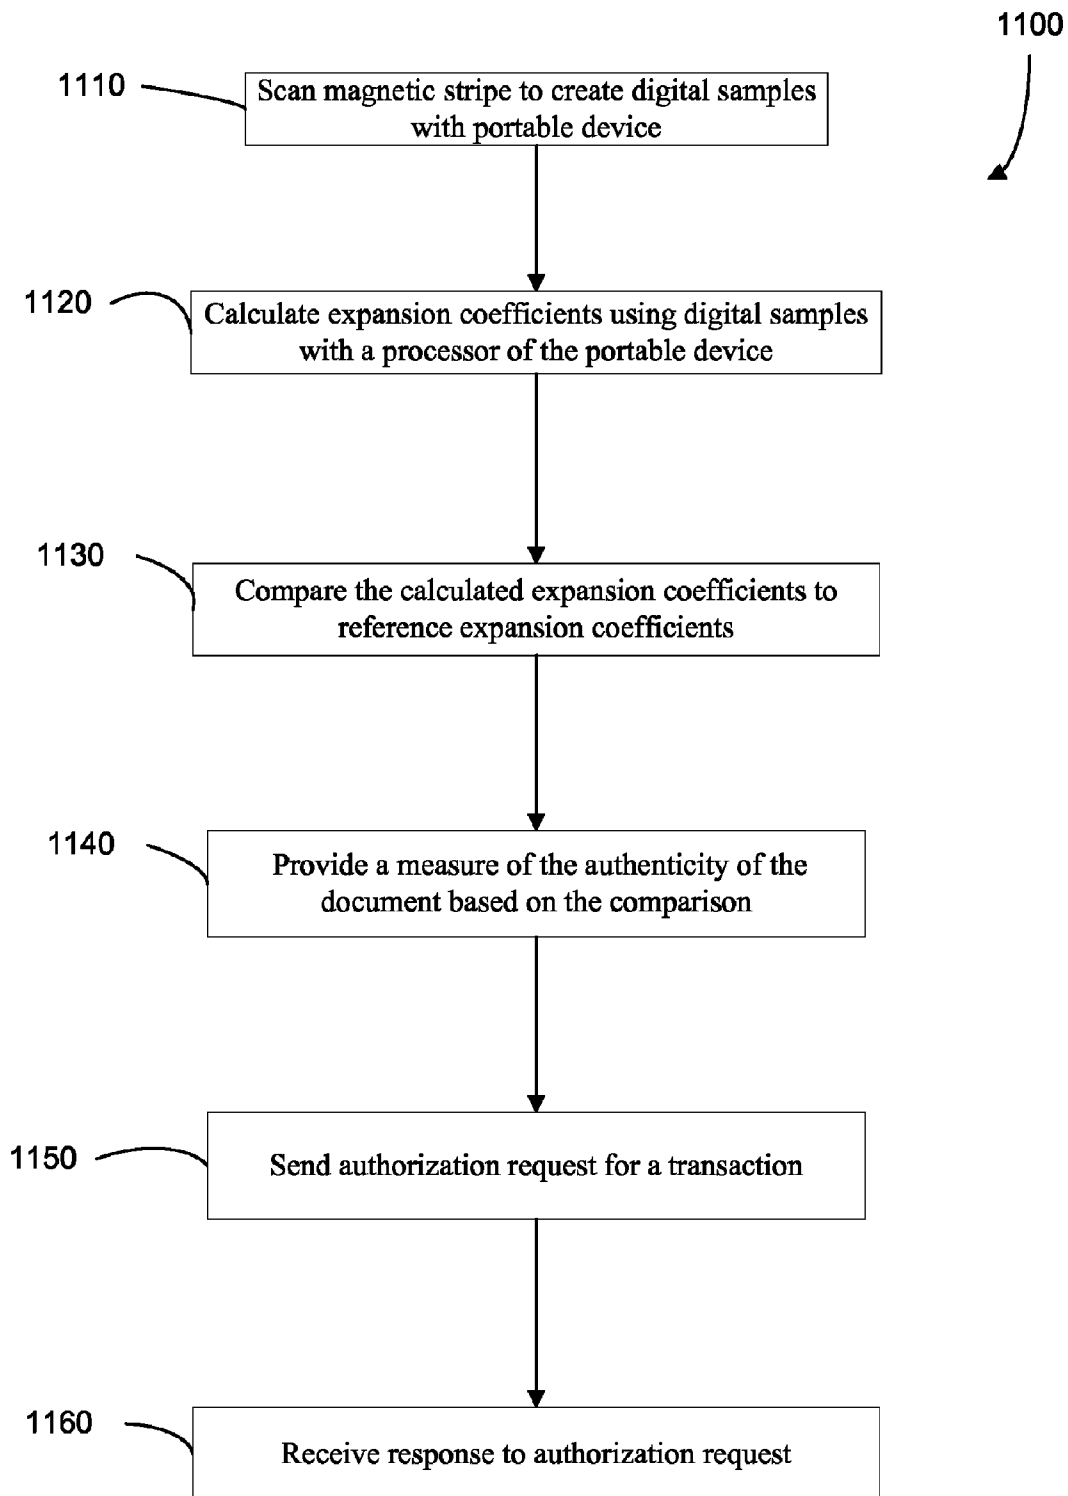 1100
1110
Scan magnetic stripe to create digital samples
with portable device
1120
Calculate expansion coefficients using digital samples
with a processor of the portable device
1130
Compare the calculated expansion coefficients to
reference expansion coefficients
1140
Provide a measure of the authenticity of the
document based on the comparison
1150
Send authorization request for a transaction
1160
Receive response to authorization request